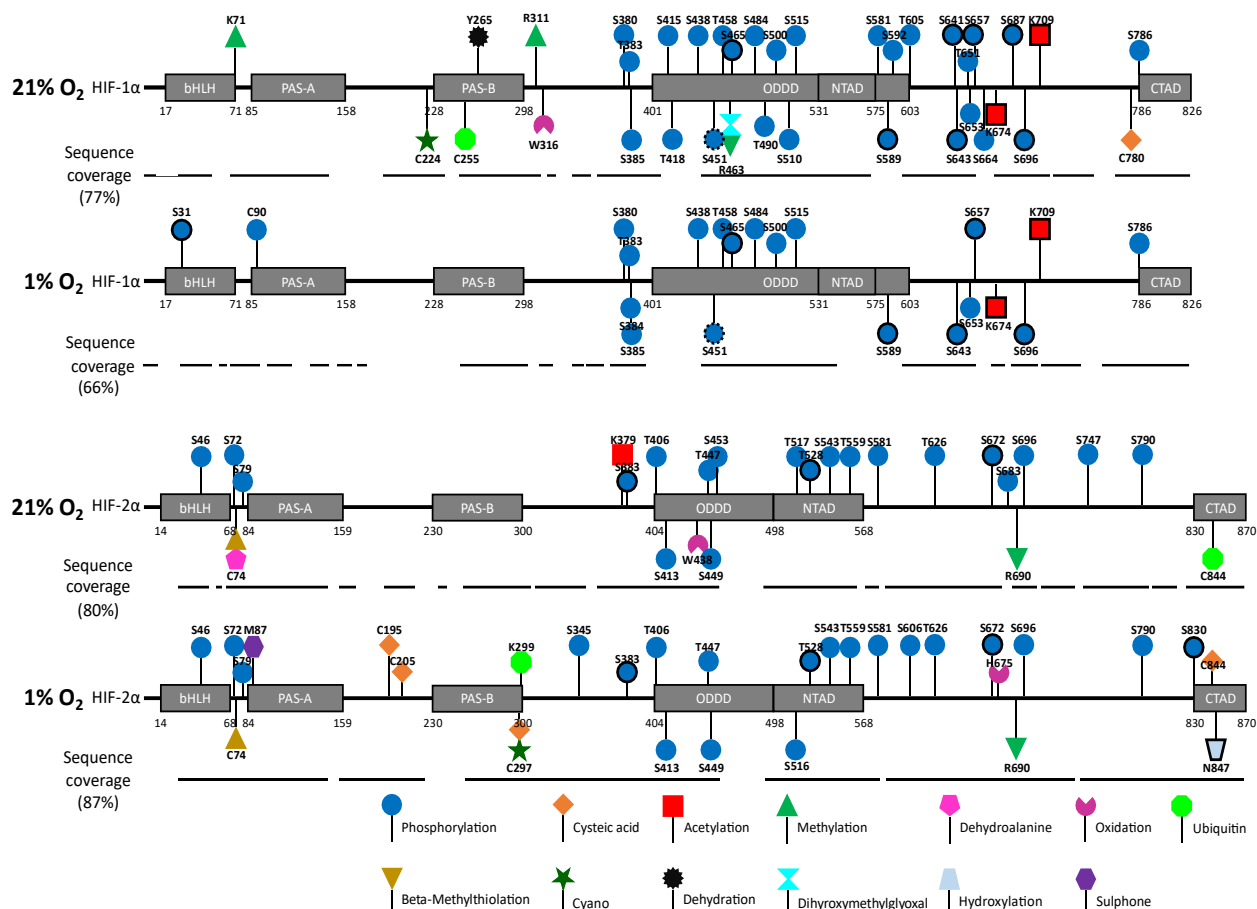 K71 Y265 R311 S380 S415 S438 T458 S484 S515 S581 T605 S641 S657 S687 K709
T383 S465 S500 S592 T651 S786
21% O2 HIF-1α bHLH PAS-A PAS-B ODDD NTAD CTAD
17 71 85 158 228 298 401 531 575 603 786 826
C224 C255 W316 S385 T418 S451 R463 T490 S510 S589 S643 S653 S664 K674 S696 C780
Sequence
coverage
(77%)
S31 C90 S380 S438 T458 S484 S515 S657 K709
T383 S465 S500 S786
1% O2 HIF-1α bHLH PAS-A PAS-B ODDD NTAD CTAD
17 71 85 158 228 298 401 531 575 603 786 826
S384 S653 K674
S385 S451 S589 S643 S696
Sequence
coverage
(66%)
S46 S72 K379 T406 S453 T517 S543 T559 S581 T626 S672 S696 S747 S790
S79 S383 T447 T528 S683
21% O2 HIF-2α bHLH PAS-A PAS-B ODDD NTAD CTAD
14 68 84 159 230 300 404 498 568 830 870
C74 S413 W438 S449 R690 C844
Sequence
coverage
(80%)
S46 S72 M87 C195 K299 S345 T406 T447 S543 T559 S581 S606 T626 S672 S696 S790 S830
S79 C205 S383 T528 H675 C844
1% O2 HIF-2α bHLH PAS-A PAS-B ODDD NTAD CTAD
14 68 84 159 230 300 404 498 568 830 870
C74 C297 S413 S449 S516 R690 N847
Sequence
coverage
(87%)
Phosphorylation Cysteic acid Acetylation Methylation Dehydroalanine Oxidation Ubiquitin
Beta-Methylthiolation Cyano Dehydration Dihyroxymethylglyoxal Hydroxylation Sulphone